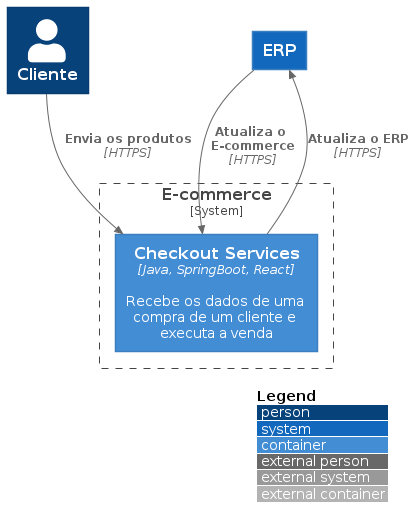 Cliente
ERP
Envia os produtos
[HTTPS]
Atualiza o
E-commerce
[HTTPS]
Atualiza o ERP
[HTTPS]
E-commerce
[System]
Checkout Services
[Java, SpringBoot, React]
Recebe os dados de uma
compra de um cliente e
executa a venda
Legend
person
system
container
external person
external system
external container